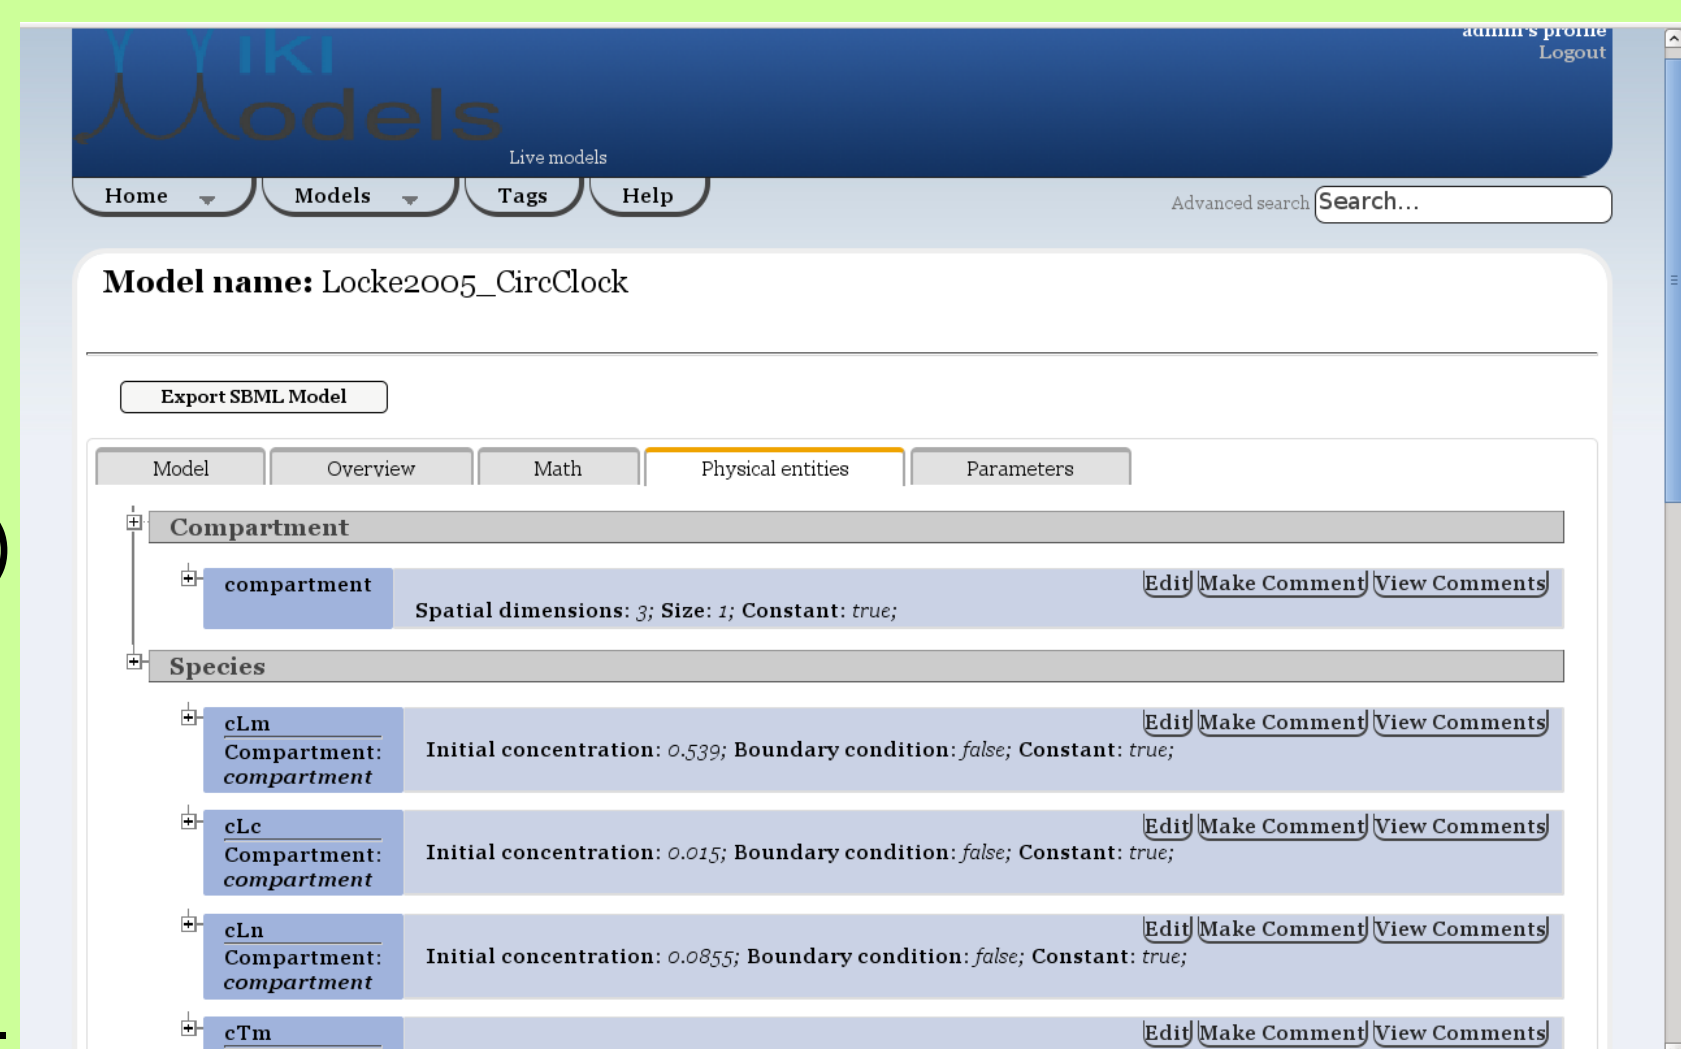 admin's profile
Logout
Wiki
Models
Live models
Home Models Tags Help
Advanced search Search...
Model name: Locke2005_CircClock
Export SBML Model
Model Overview Math Physical entities Parameters
Compartment
compartment Edit Make Comment View Comments
Spatial dimensions: 3; Size: 1; Constant: true;
Species
cLm Edit Make Comment View Comments
Compartment: Initial concentration: 0.539; Boundary condition: false; Constant: true;
compartment
cLc Edit Make Comment View Comments
Compartment: Initial concentration: 0.015; Boundary condition: false; Constant: true;
compartment
cLn Edit Make Comment View Comments
Compartment: Initial concentration: 0.0855; Boundary condition: false; Constant: true;
compartment
cTm Edit Make Comment View Comments